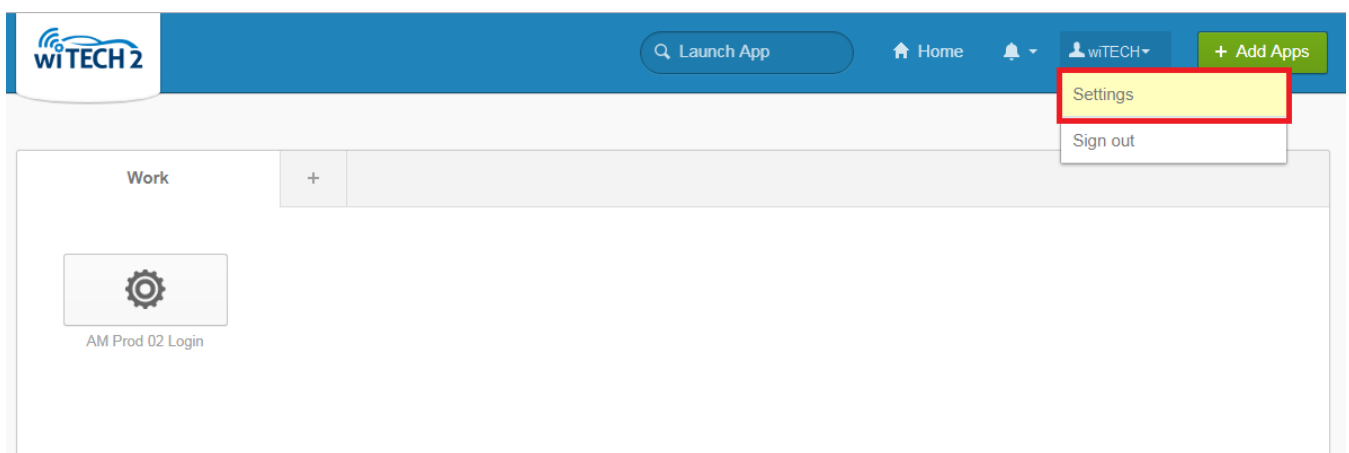 wiTECH 2
Launch App
Home
wiTECH
+ Add Apps
Settings
Sign out
Work
+
AM Prod 02 Login